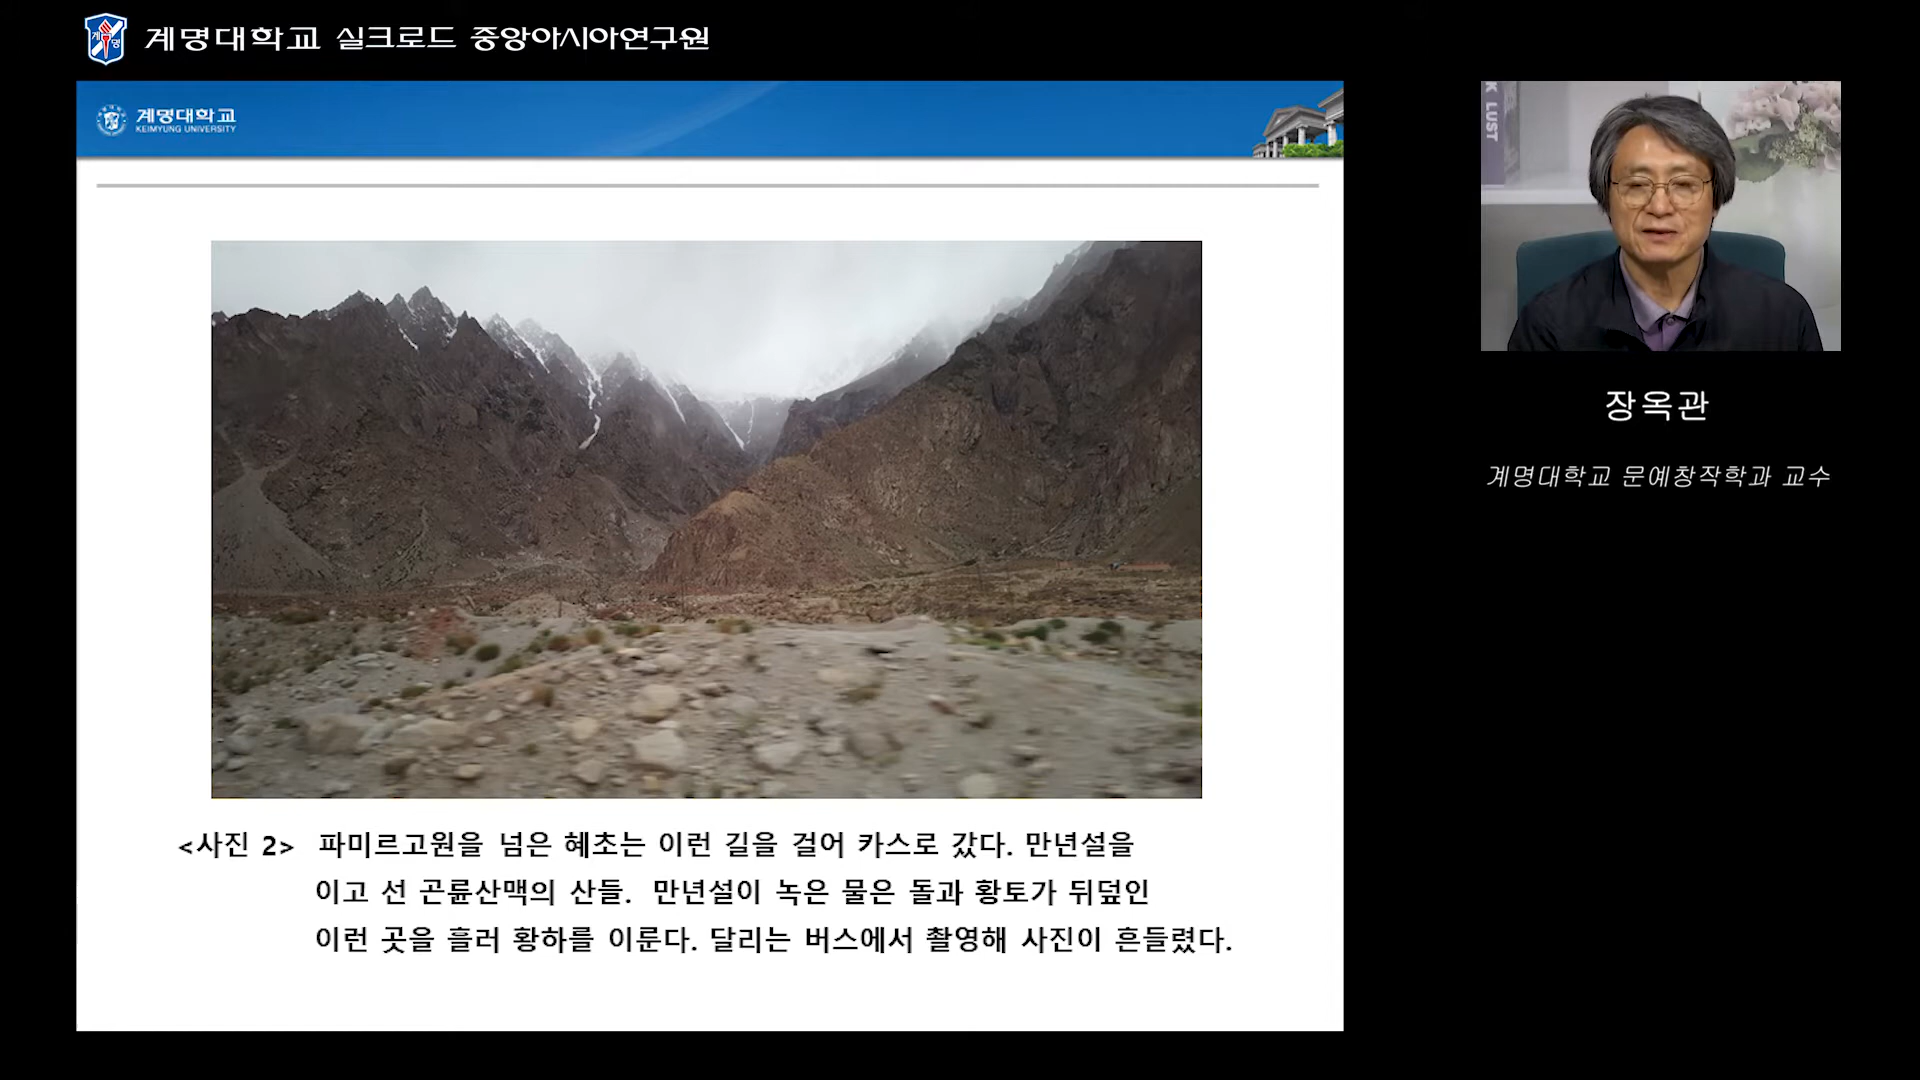 계명대학교 실크로드 중앙아시아연구원
계명대학교
KEIMYUNG UNIVERSITY
K LUST
장옥관
계명대학교 문예창작학과 교수
<사진 2> 파미르고원을 넘은 혜초는 이런 길을 걸어 카스로 갔다. 만년설을
이고 선 곤륜산맥의 산들. 만년설이 녹은 물은 돌과 황토가 뒤덮인
이런 곳을 흘러 황하를 이룬다. 달리는 버스에서 촬영해 사진이 흔들렸다.